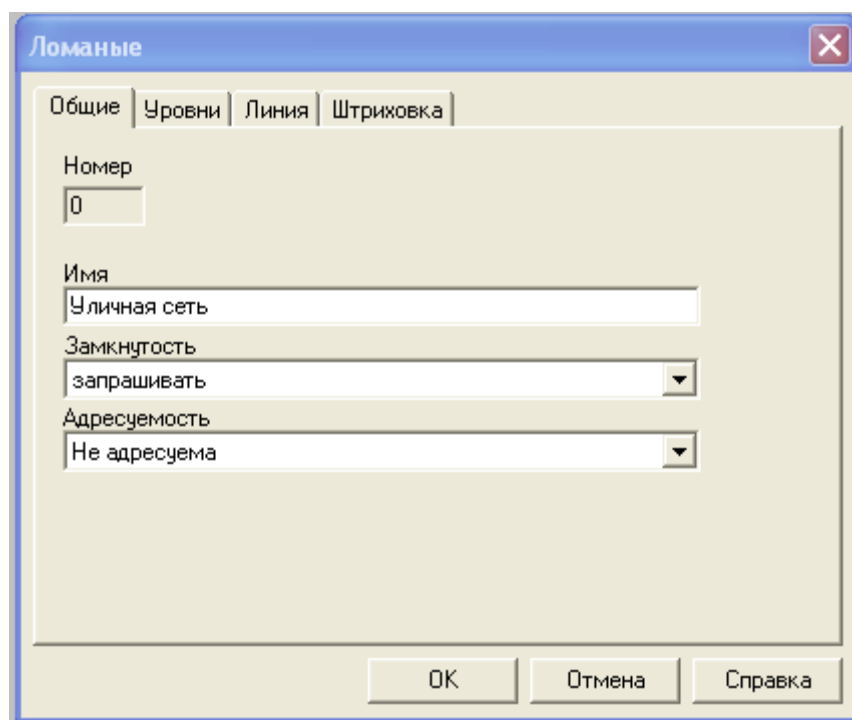 Ломаные
Общие Уровни Линия Штриховка
Номер
0
Имя
Уличная сеть
Замкнутость
запрашивать
Адресуемость
Не адресуема
OK Отмена Справка